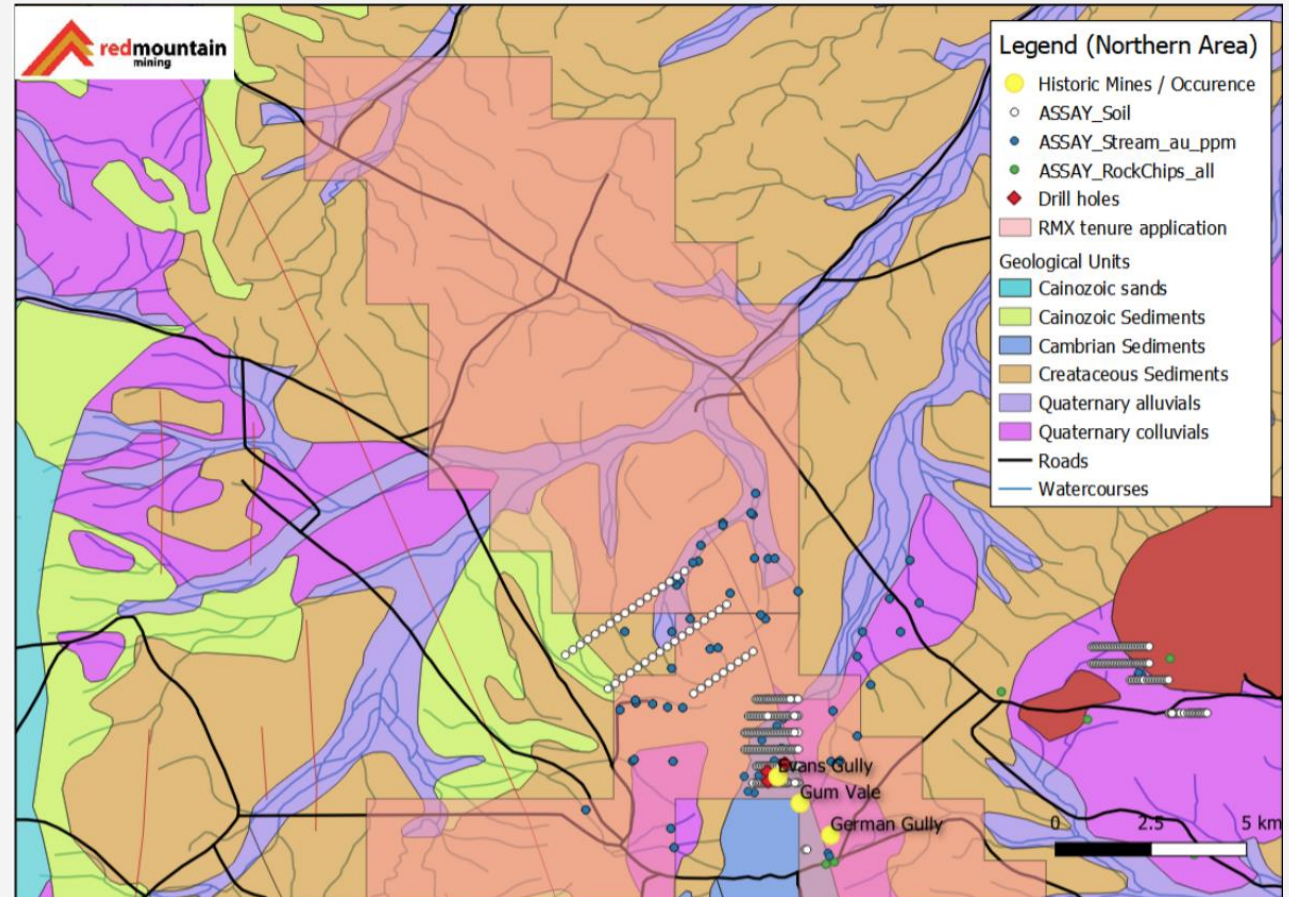 redmountain
mining
Legend (Northern Area)
Historic Mines / Occurence
ASSAY_Soil
ASSAY_Stream_au_ppm
ASSAY_RockChips_all
Drill holes
RMX tenure application
Geological Units
Cainozoic sands
Cainozoic Sediments
Cambrian Sediments
Creataceous Sediments
Quaternary alluvials
Quaternary colluvials
Roads
Watercourses
Evans Gully
Gum Vale
German Gully
0 2.5 5 km